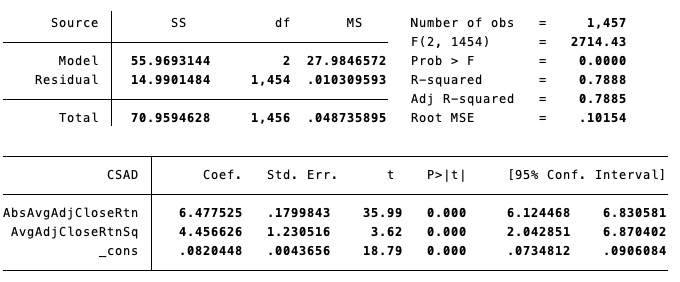 Source SS df MS Number of obs = 1,457
F(2, 1454) = 2714.43
Model 55.9693144 2 27.9846572 Prob > F = 0.0000
Residual 14.9901484 1,454 .010309593 R-squared = 0.7888
Adj R-squared = 0.7885
Total 70.9594628 1,456 .048735895 Root MSE = .10154
CSAD Coef. Std. Err. t P>|t| [95% Conf. Interval]
AbsAvgAdjCloseRtn 6.477525 .1799843 35.99 0.000 6.124468 6.830581
AvgAdjCloseRtnSq 4.456626 1.230516 3.62 0.000 2.042851 6.870402
_cons .0820448 .0043656 18.79 0.000 .0734812 .0906084